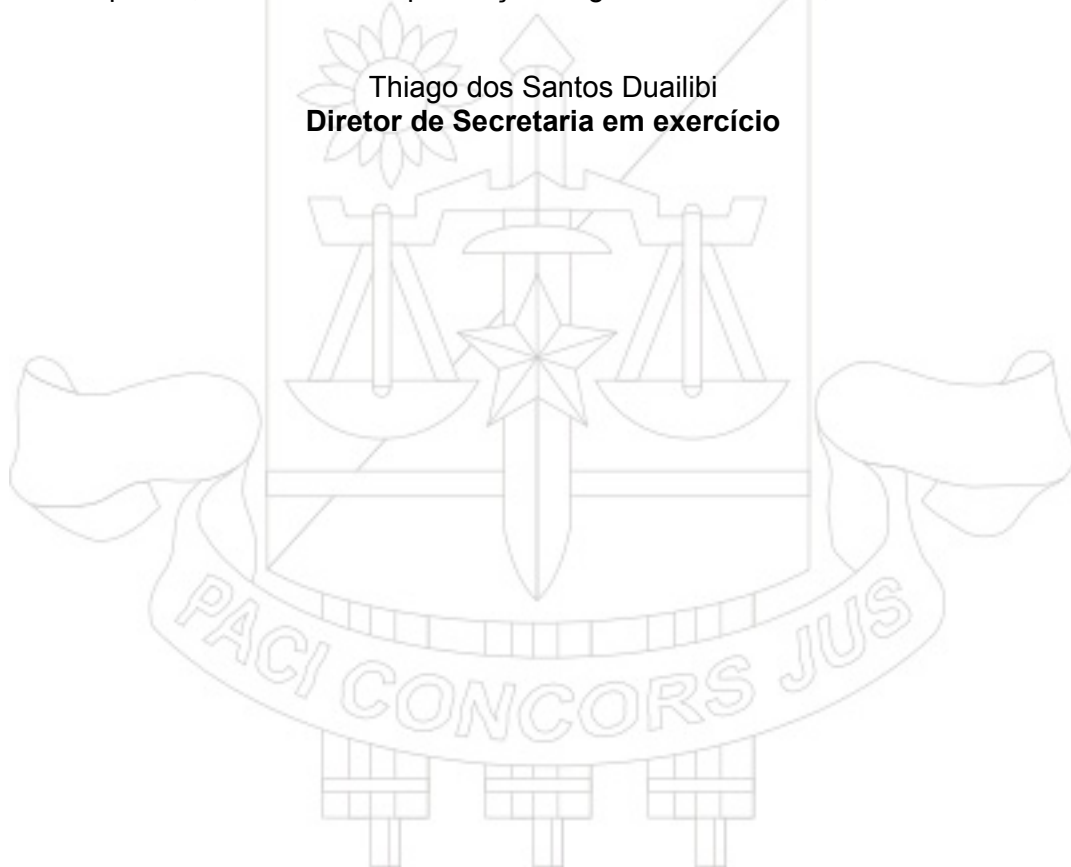 Thiago dos Santos Duailibi
Diretor de Secretaria em exercício
PACI CONCORS JUS